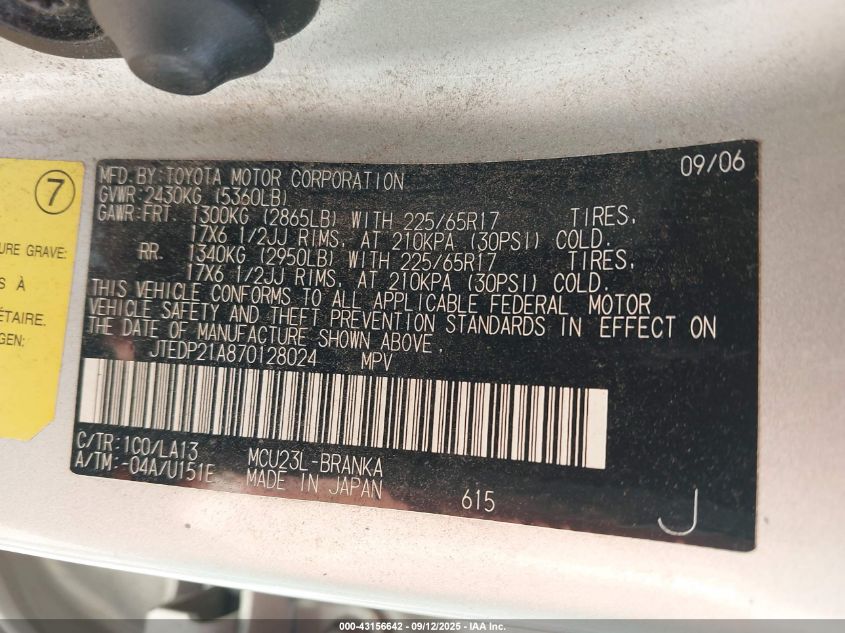 7
URE GRAVE:
S À
ÉTAIRE.
GEN:
MFD.BY:TOYOTA MOTOR CORPORATION 09/06
GVWR:2430KG (5360LB)
GAWR:FRT. 1300KG (2865LB) WITH 225/65R17 TIRES,
17X6 1/2JJ RIMS, AT 210KPA (30PSI) COLD.
RR. 1340KG (2950LB) WITH 225/65R17 TIRES,
17X6 1/2JJ RIMS, AT 210KPA (30PSI) COLD.
THIS VEHICLE CONFORMS TO ALL APPLICABLE FEDERAL MOTOR
VEHICLE SAFETY AND THEFT PREVENTION STANDARDS IN EFFECT ON
THE DATE OF MANUFACTURE SHOWN ABOVE.
JTEDP21A870128024 MPV
C/TR:1C0/LA13 MCU23L-BRANKA
A/TM:-04A/U151E MADE IN JAPAN 615
J
000-43156642 - 09/12/2025 - IAA Inc.